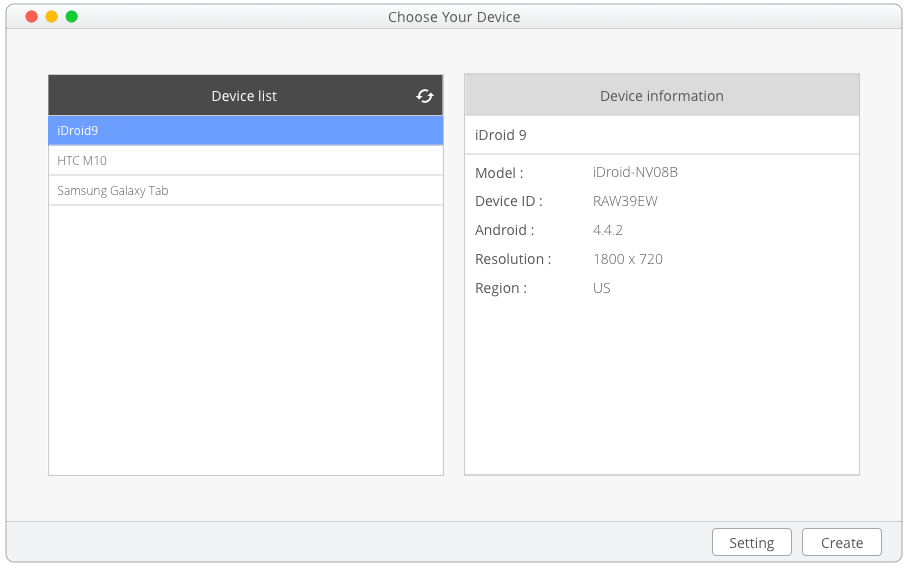 Choose Your Device
Device list
iDroid9
HTC M10
Samsung Galaxy Tab
Device information
iDroid 9
Model : iDroid-NV08B
Device ID : RAW39EW
Android : 4.4.2
Resolution : 1800 x 720
Region : US
Setting
Create